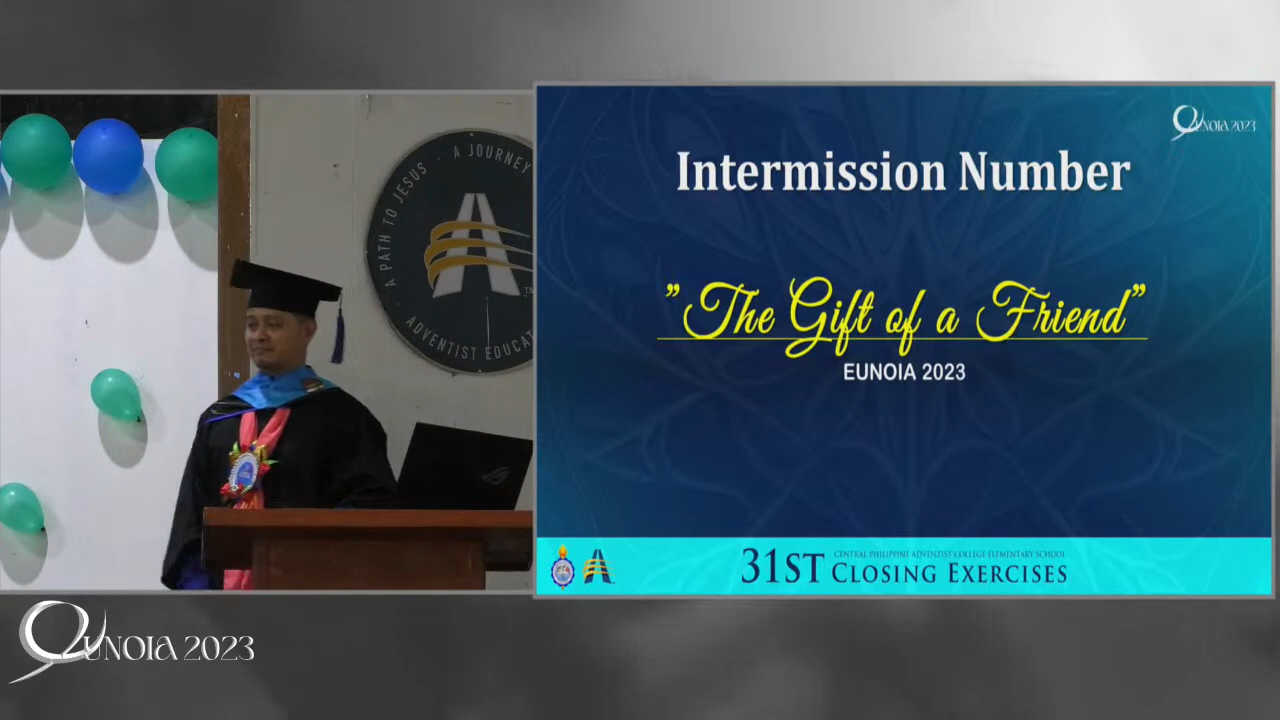 A PATH TO JESUS · A JOURNEY
ADVENTIST EDUCAT
EUNOIA 2023
Intermission Number
"The Gift of a Friend"
EUNOIA 2023
CENTRAL PHILIPPINE ADVENTIST COLLEGE ELEMENTARY SCHOOL
31ST CLOSING EXERCISES
EUNOIA 2023